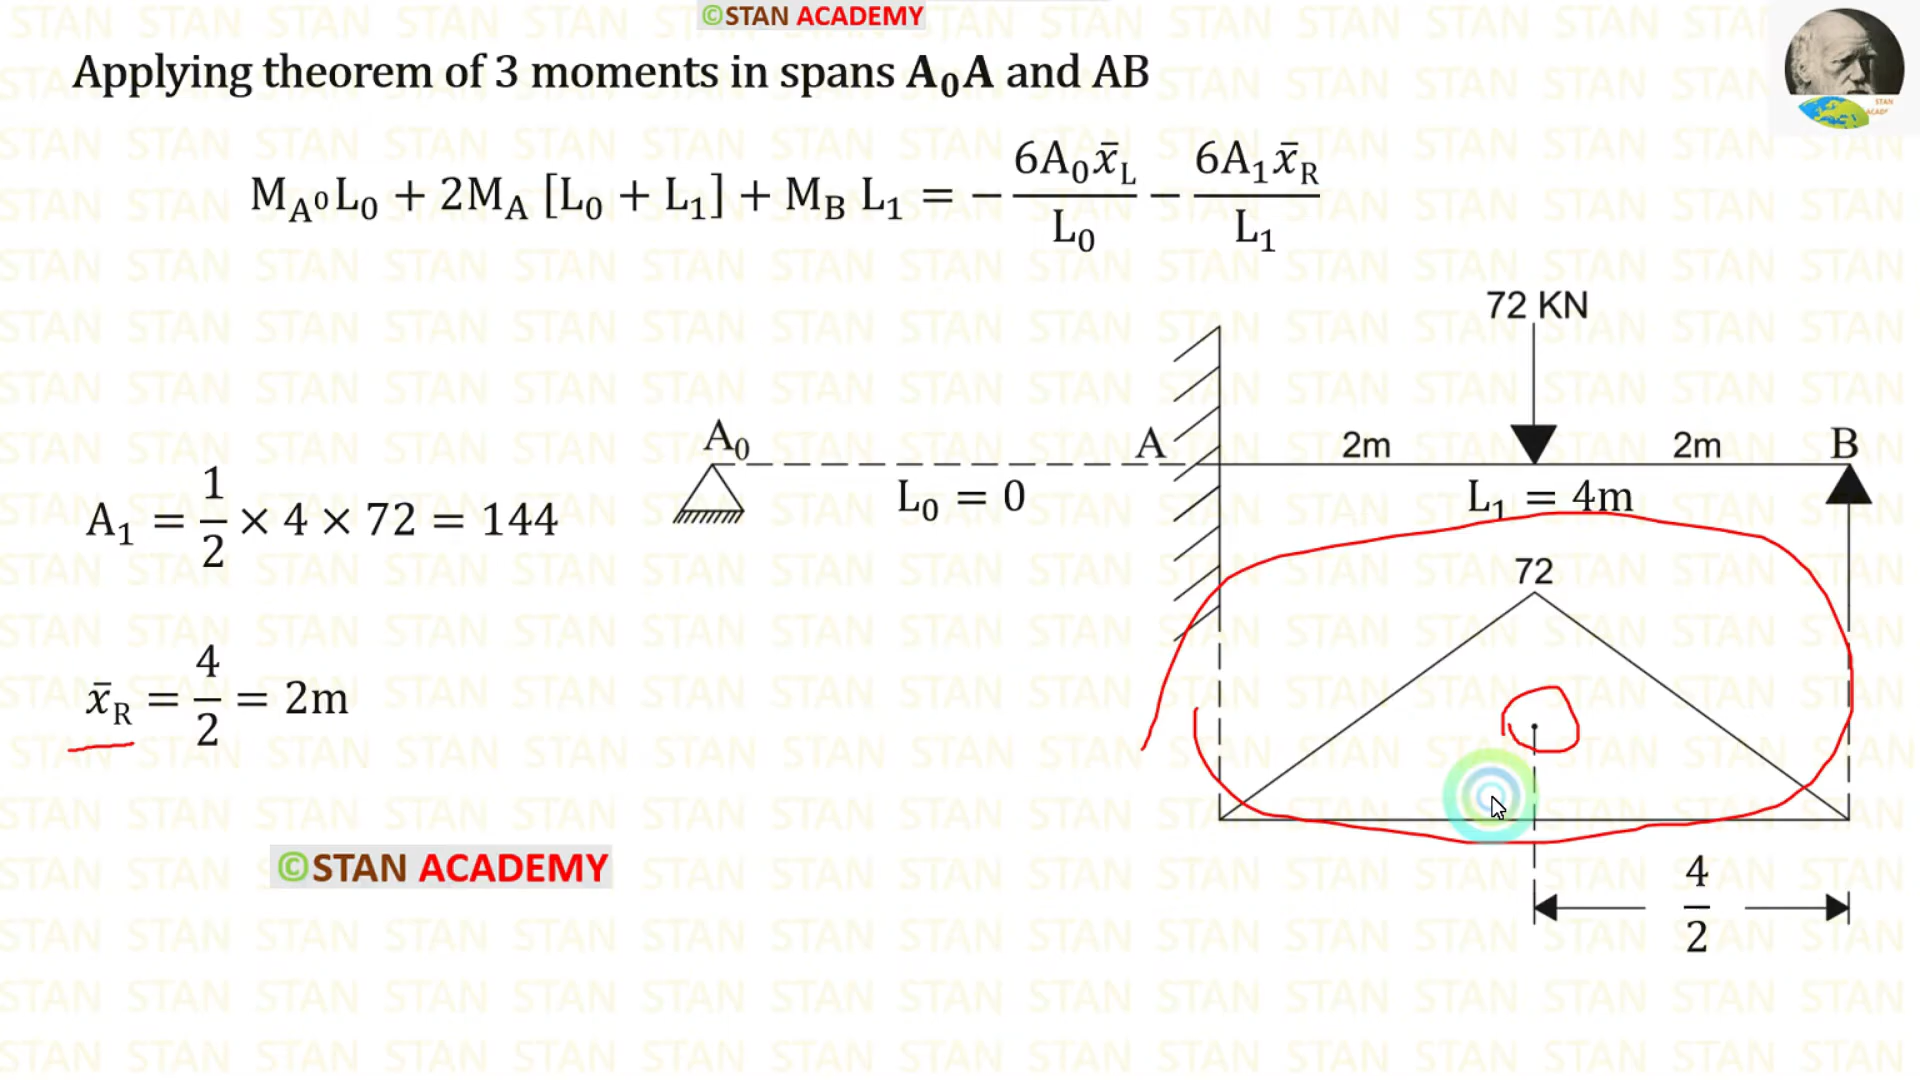 ©STAN ACADEMY
Applying theorem of 3 moments in spans A₀A and AB
M_A⁰ L₀ + 2M_A [L₀ + L₁] + M_B L₁ = − 6A₀x̄_L / L₀ − 6A₁x̄_R / L₁
72 KN
A₀
A
2m
2m
B
L₀ = 0
L₁ = 4m
A₁ = 1/2 × 4 × 72 = 144
72
x̄_R = 4/2 = 2m
©STAN ACADEMY
4/2